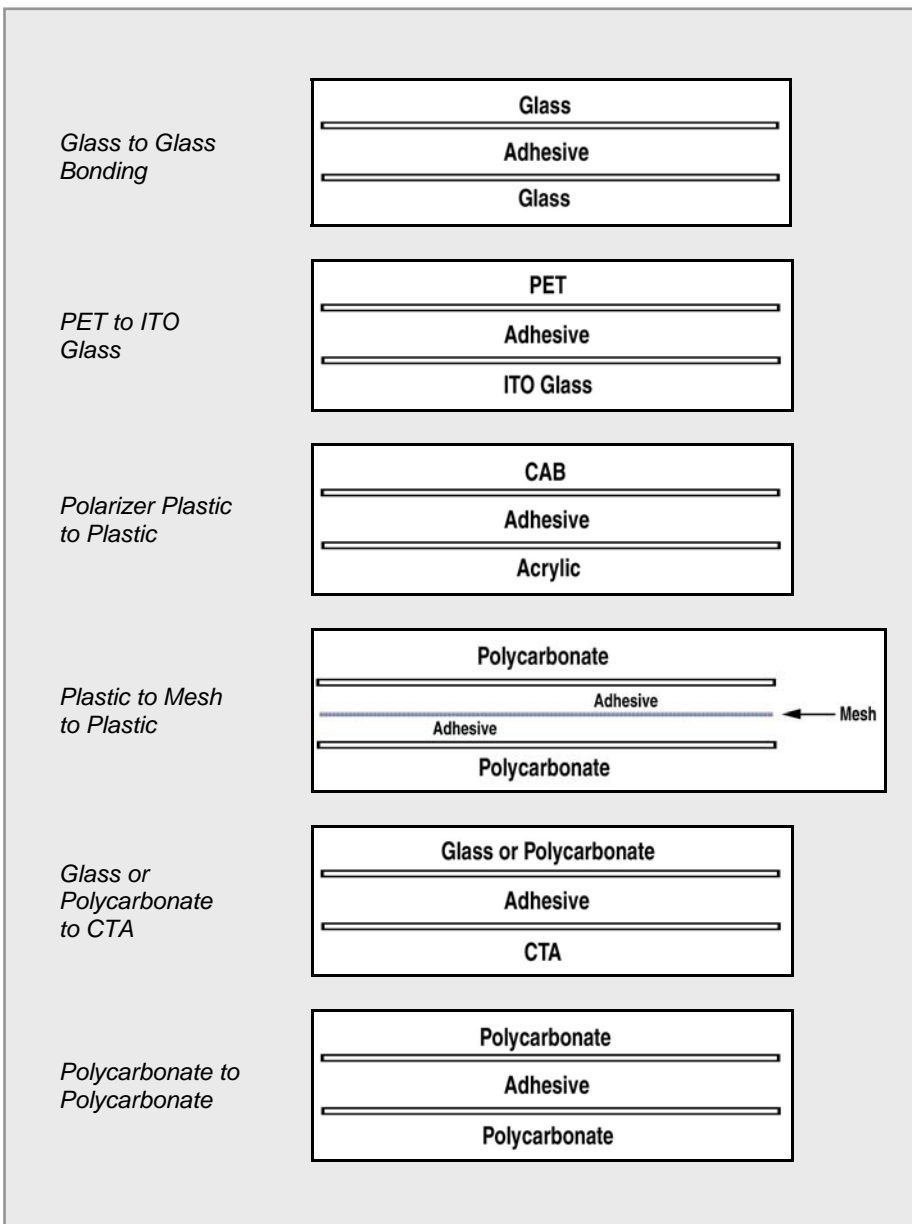 Glass to Glass
Bonding
Glass
Adhesive
Glass
PET to ITO
Glass
PET
Adhesive
ITO Glass
Polarizer Plastic
to Plastic
CAB
Adhesive
Acrylic
Plastic to Mesh
to Plastic
Polycarbonate
Adhesive
Mesh
Adhesive
Polycarbonate
Glass or
Polycarbonate
to CTA
Glass or Polycarbonate
Adhesive
CTA
Polycarbonate to
Polycarbonate
Polycarbonate
Adhesive
Polycarbonate